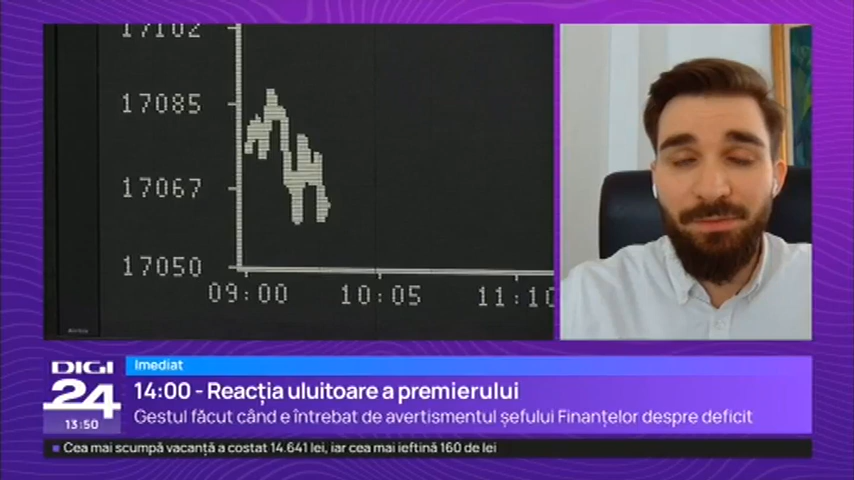 17102
17085
17067
17050
09:00 10:05 11:10
DIGI
24
13:50
Imediat
14:00 - Reacția uluitoare a premierului
Gestul făcut când e întrebat de avertismentul șefului Finanțelor despre deficit
Cea mai scumpă vacanță a costat 14.641 lei, iar cea mai ieftină 160 de lei